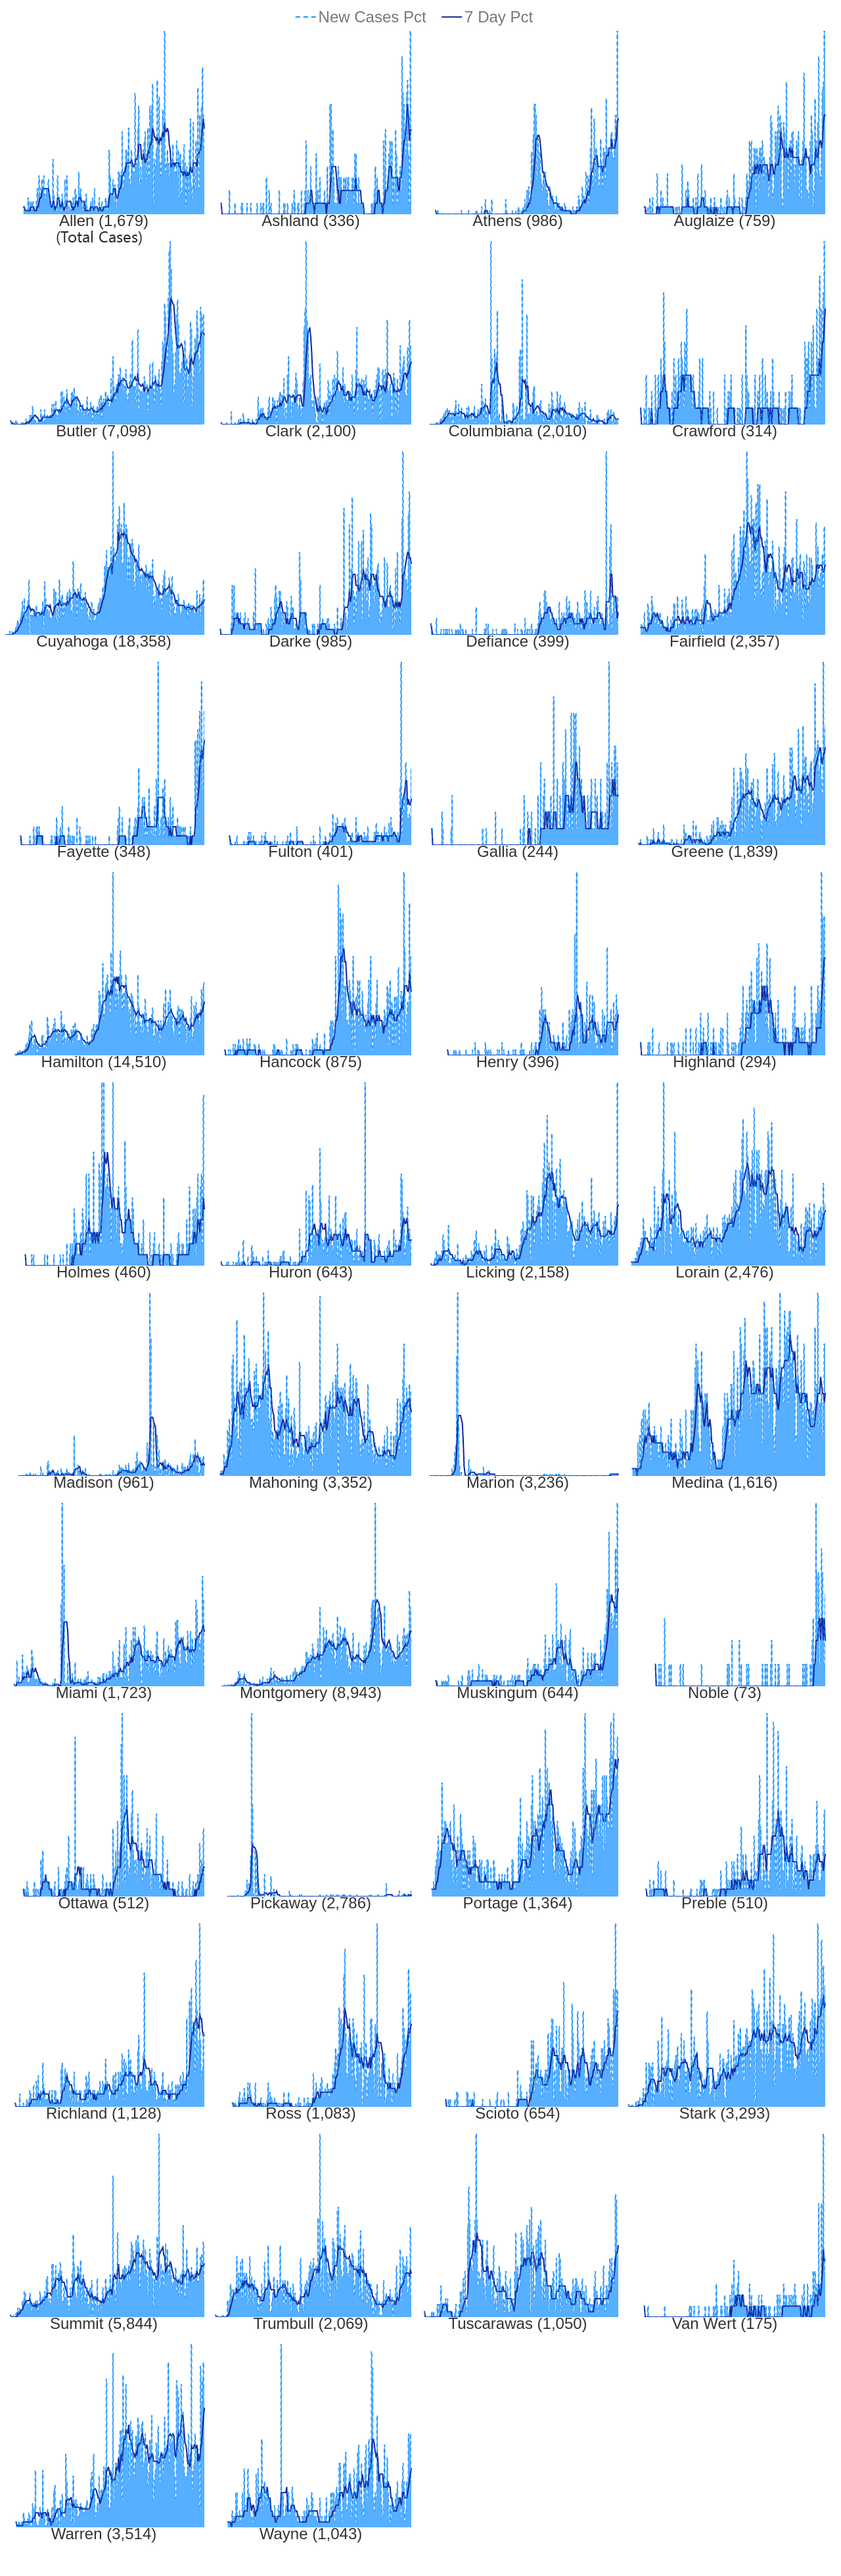 New Cases Pct 7 Day Pct
Allen (1,679) Ashland (336) Athens (986) Auglaize (759)
(Total Cases)
Butler (7,098) Clark (2,100) Columbiana (2,010) Crawford (314)
Cuyahoga (18,358) Darke (985) Defiance (399) Fairfield (2,357)
Fayette (348) Fulton (401) Gallia (244) Greene (1,839)
Hamilton (14,510) Hancock (875) Henry (396) Highland (294)
Holmes (460) Huron (643) Licking (2,158) Lorain (2,476)
Madison (961) Mahoning (3,352) Marion (3,236) Medina (1,616)
Miami (1,723) Montgomery (8,943) Muskingum (644) Noble (73)
Ottawa (512) Pickaway (2,786) Portage (1,364) Preble (510)
Richland (1,128) Ross (1,083) Scioto (654) Stark (3,293)
Summit (5,844) Trumbull (2,069) Tuscarawas (1,050) Van Wert (175)
Warren (3,514) Wayne (1,043)